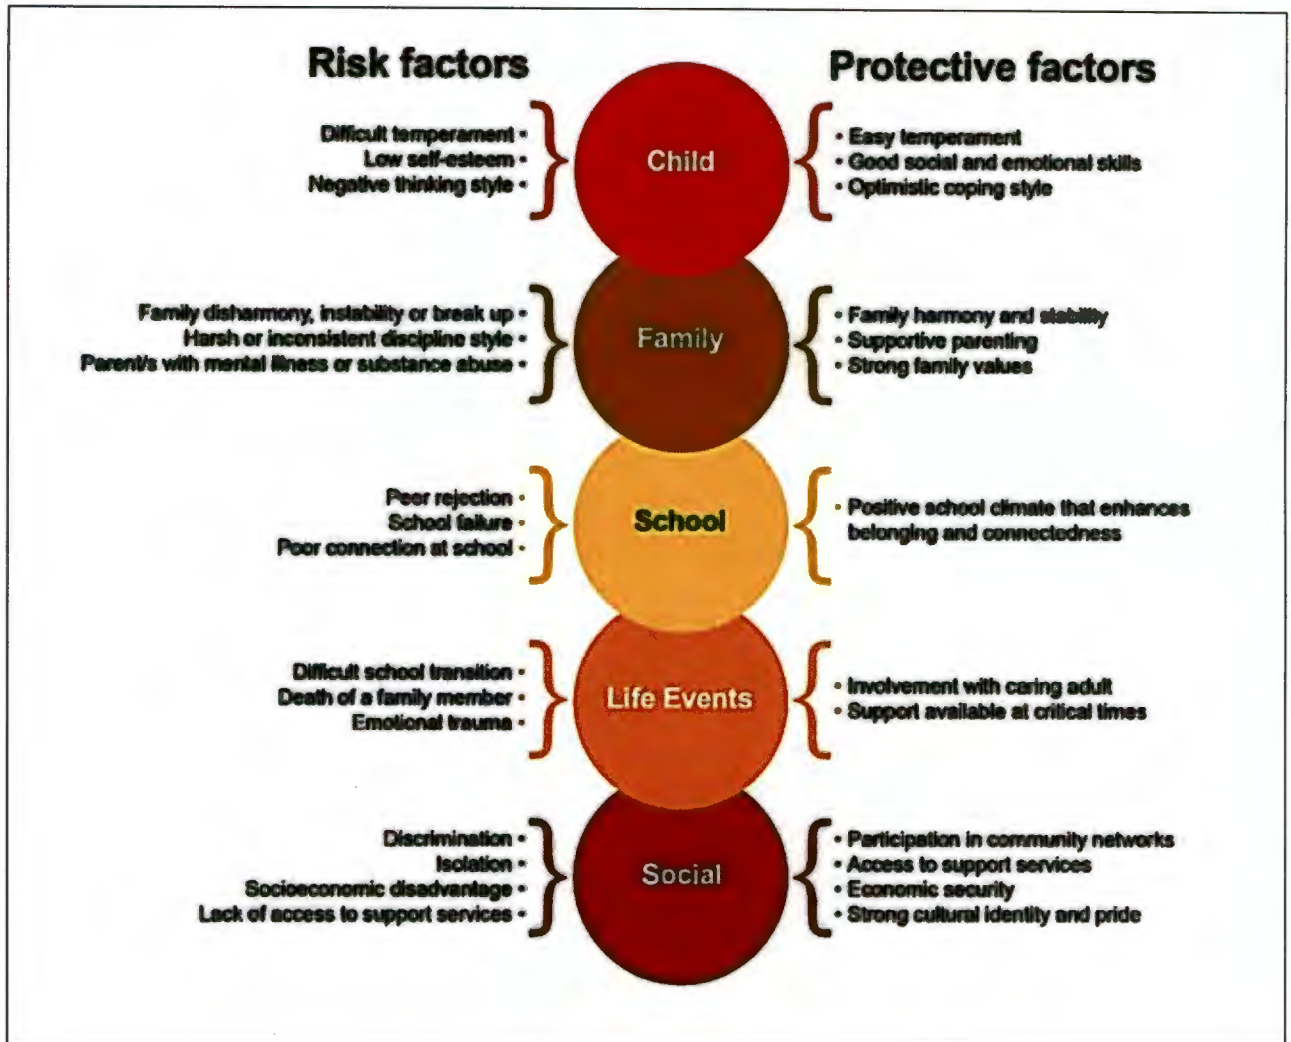 Risk factors
Protective factors
Difficult temperament •
Low self-esteem •
Negative thinking style •
Child
• Easy temperament
• Good social and emotional skills
• Optimistic coping style
Family disharmony, instability or break up •
Harsh or inconsistent discipline style •
Parent/s with mental illness or substance abuse •
Family
• Family harmony and stability
• Supportive parenting
• Strong family values
Peer rejection •
School failure •
Poor connection at school •
School
• Positive school climate that enhances
belonging and connectedness
Difficult school transition •
Death of a family member •
Emotional trauma •
Life Events
• Involvement with caring adult
• Support available at critical times
Discrimination •
Isolation •
Socioeconomic disadvantage •
Lack of access to support services •
Social
• Participation in community networks
• Access to support services
• Economic security
• Strong cultural identity and pride